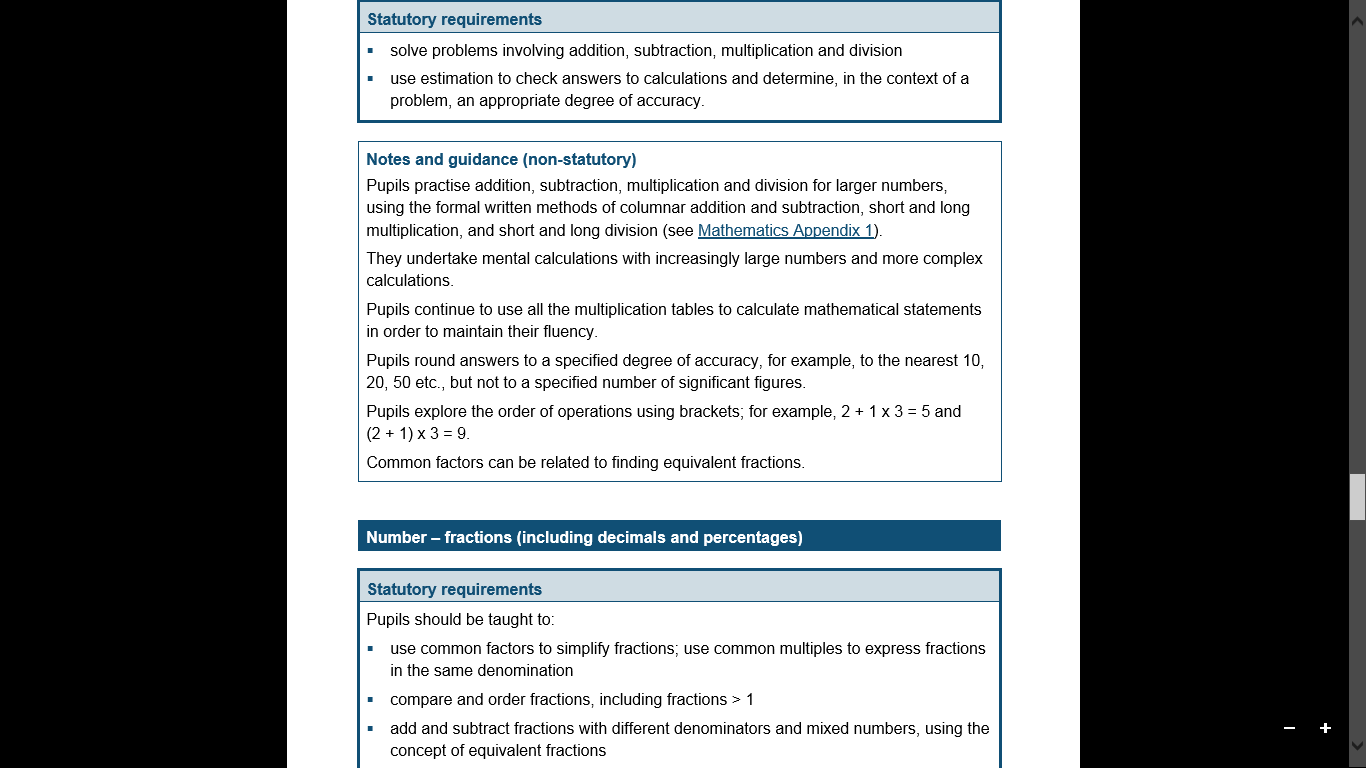 Statutory requirements
▪ solve problems involving addition, subtraction, multiplication and division
▪ use estimation to check answers to calculations and determine, in the context of a
problem, an appropriate degree of accuracy.
Notes and guidance (non-statutory)
Pupils practise addition, subtraction, multiplication and division for larger numbers,
using the formal written methods of columnar addition and subtraction, short and long
multiplication, and short and long division (see Mathematics Appendix 1).
They undertake mental calculations with increasingly large numbers and more complex
calculations.
Pupils continue to use all the multiplication tables to calculate mathematical statements
in order to maintain their fluency.
Pupils round answers to a specified degree of accuracy, for example, to the nearest 10,
20, 50 etc., but not to a specified number of significant figures.
Pupils explore the order of operations using brackets; for example, 2 + 1 x 3 = 5 and
(2 + 1) x 3 = 9.
Common factors can be related to finding equivalent fractions.
Number – fractions (including decimals and percentages)
Statutory requirements
Pupils should be taught to:
▪ use common factors to simplify fractions; use common multiples to express fractions
in the same denomination
▪ compare and order fractions, including fractions > 1
▪ add and subtract fractions with different denominators and mixed numbers, using the
concept of equivalent fractions